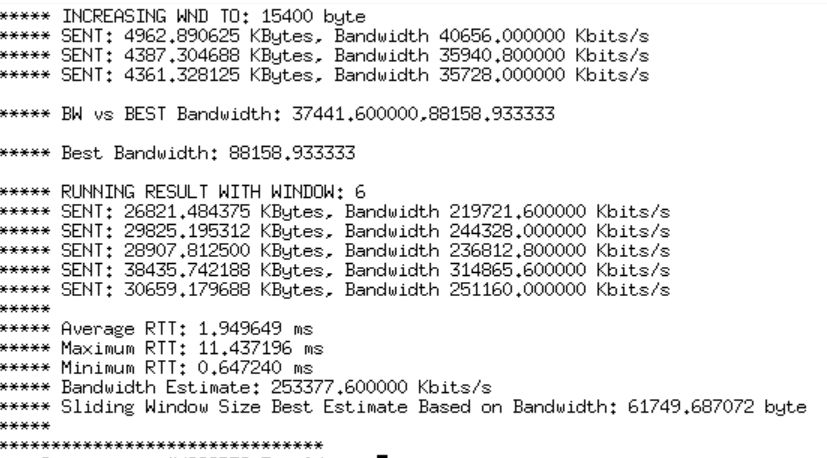 ***** INCREASING WND TO: 15400 byte
***** SENT: 4962.890625 KBytes, Bandwidth 40656.000000 Kbits/s
***** SENT: 4387.304688 KBytes, Bandwidth 35940.800000 Kbits/s
***** SENT: 4361.328125 KBytes, Bandwidth 35728.000000 Kbits/s
***** BW vs BEST Bandwidth: 37441.600000,88158.933333
***** Best Bandwidth: 88158.933333
***** RUNNING RESULT WITH WINDOW: 6
***** SENT: 26821.484375 KBytes, Bandwidth 219721.600000 Kbits/s
***** SENT: 29825.195312 KBytes, Bandwidth 244328.000000 Kbits/s
***** SENT: 28907.812500 KBytes, Bandwidth 236812.800000 Kbits/s
***** SENT: 38435.742188 KBytes, Bandwidth 314865.600000 Kbits/s
***** SENT: 30659.179688 KBytes, Bandwidth 251160.000000 Kbits/s
*****
***** Average RTT: 1.949649 ms
***** Maximum RTT: 11.437196 ms
***** Minimum RTT: 0.647240 ms
***** Bandwidth Estimate: 253377.600000 Kbits/s
***** Sliding Window Size Best Estimate Based on Bandwidth: 61749.687072 byte
*****
*******************************